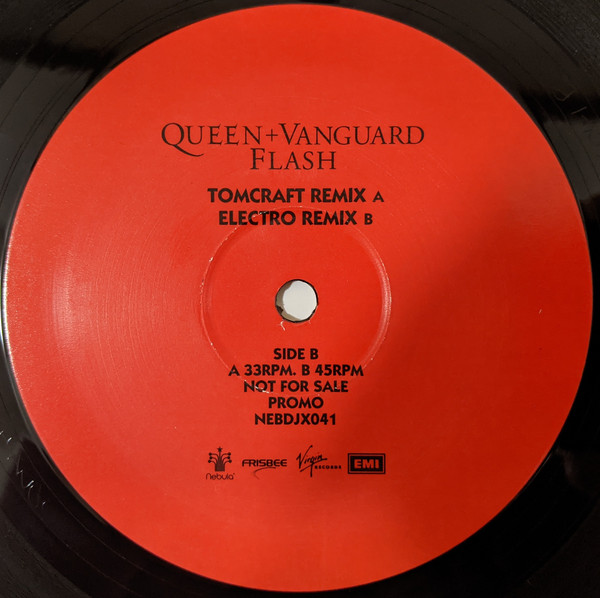 QUEEN+VANGUARD
FLASH
TOMCRAFT REMIX A
ELECTRO REMIX B
SIDE B
A 33RPM. B 45RPM
NOT FOR SALE
PROMO
NEBDJX041
nebula FRISBEE Virgin RECORDS EMI